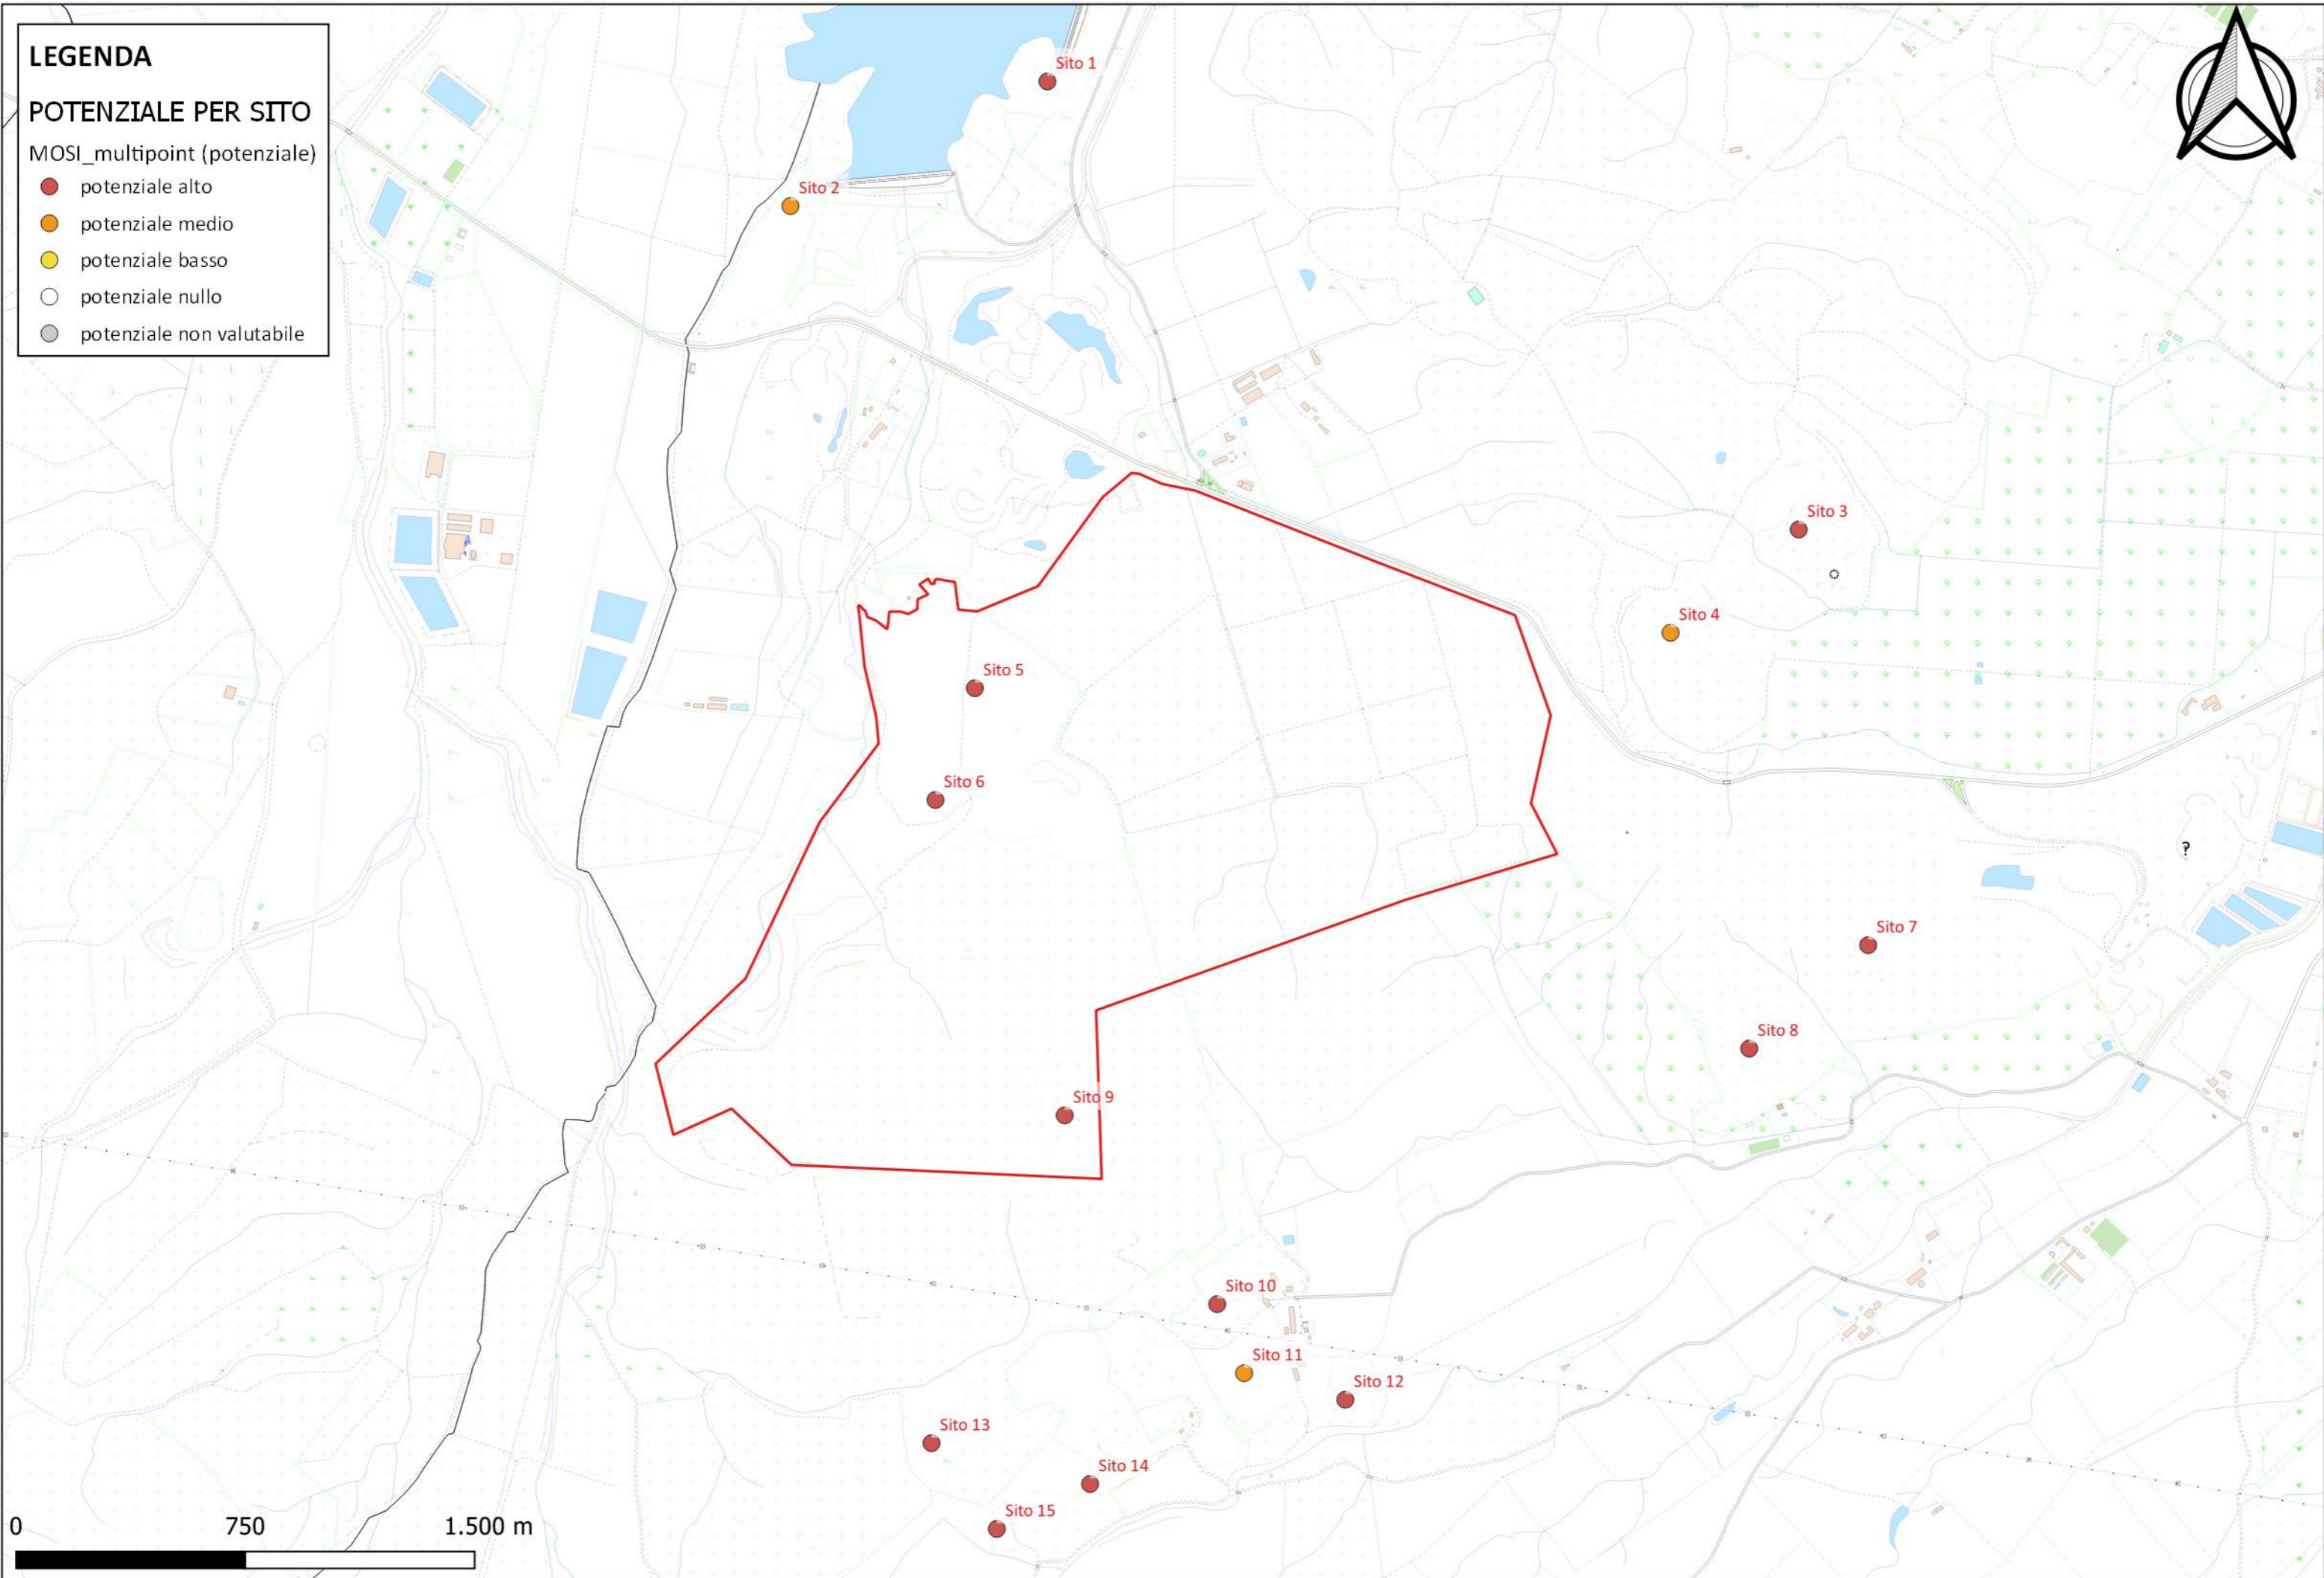 LEGENDA
POTENZIALE PER SITO
MOSI_multipoint (potenziale)
potenziale alto
potenziale medio
potenziale basso
potenziale nullo
potenziale non valutabile
Sito 1
Sito 2
Sito 3
Sito 4
Sito 5
Sito 6
?
Sito 7
Sito 8
Sito 9
Sito 10
Sito 11
Sito 12
Sito 13
Sito 14
Sito 15
0 750 1.500 m